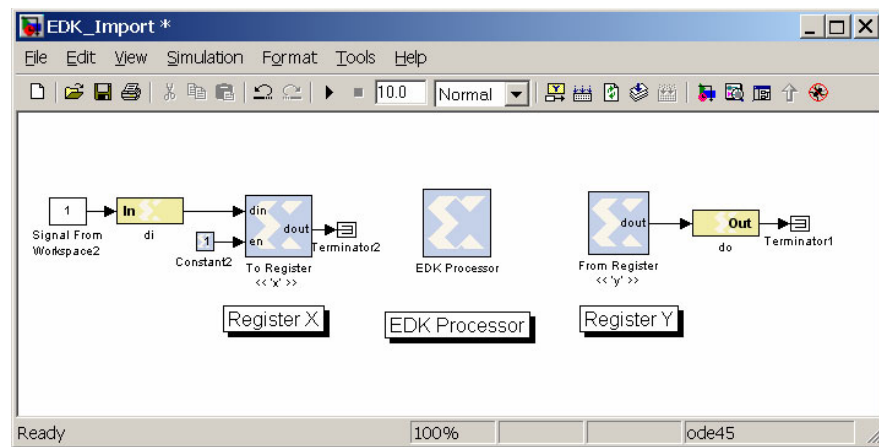 EDK_Import *
File Edit View Simulation Format Tools Help
10.0 Normal
1
Signal From
Workspace2
In
di
1
Constant2
din
en
dout
To Register
<< 'x' >>
Terminator2
Register X
EDK Processor
EDK Processor
dout
From Register
<< 'y' >>
Register Y
Out
do
Terminator1
Ready 100% ode45